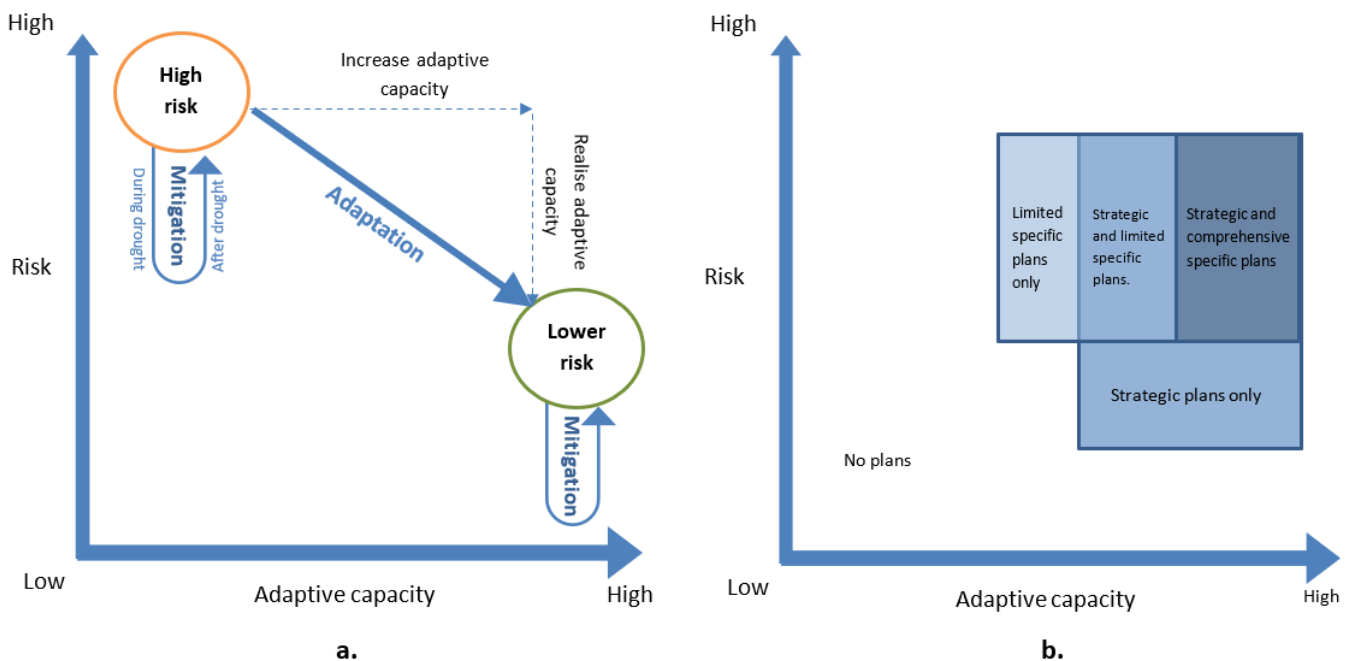 High
High
risk
Increase adaptive
capacity
During drought
Mitigation
After drought
Adaptation
Realise adaptive
capacity
Risk
Lower
risk
Mitigation
Low
Adaptive capacity
High
a.
High
Limited
specific
plans
only
Strategic
and limited
specific
plans.
Strategic and
comprehensive
specific plans
Risk
Strategic plans only
No plans
Low
Adaptive capacity
High
b.